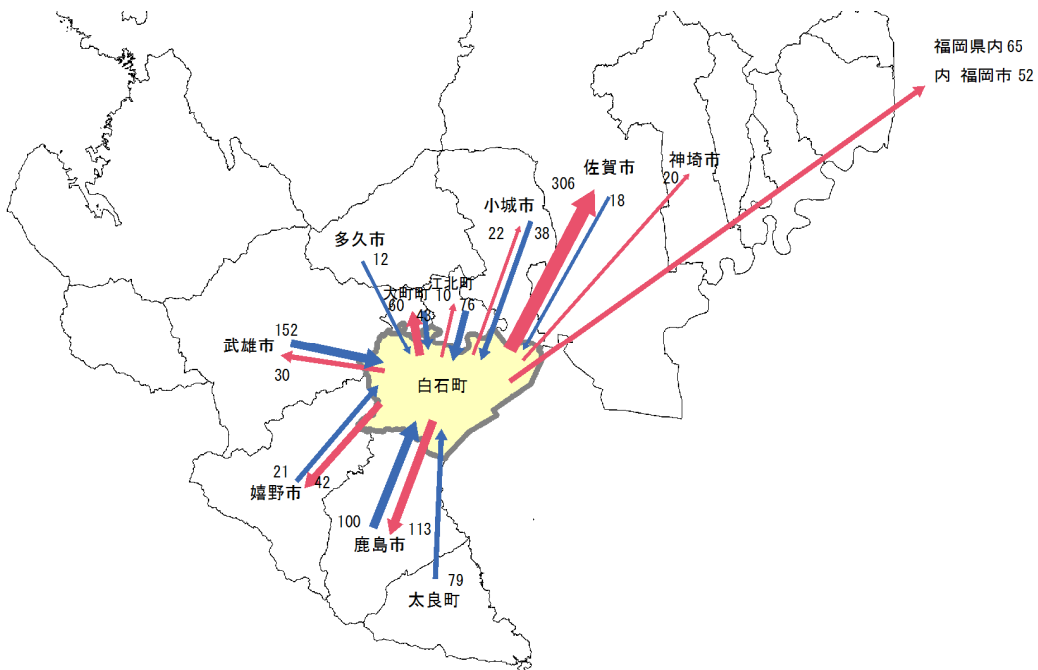 福岡県内 65
内 福岡市 52
佐賀市
神埼市
306
20
18
小城市
22
38
多久市
12
江北町
大町町
10
60
76
43
152
武雄市
30
白石町
21
42
嬉野市
100
113
鹿島市
79
太良町